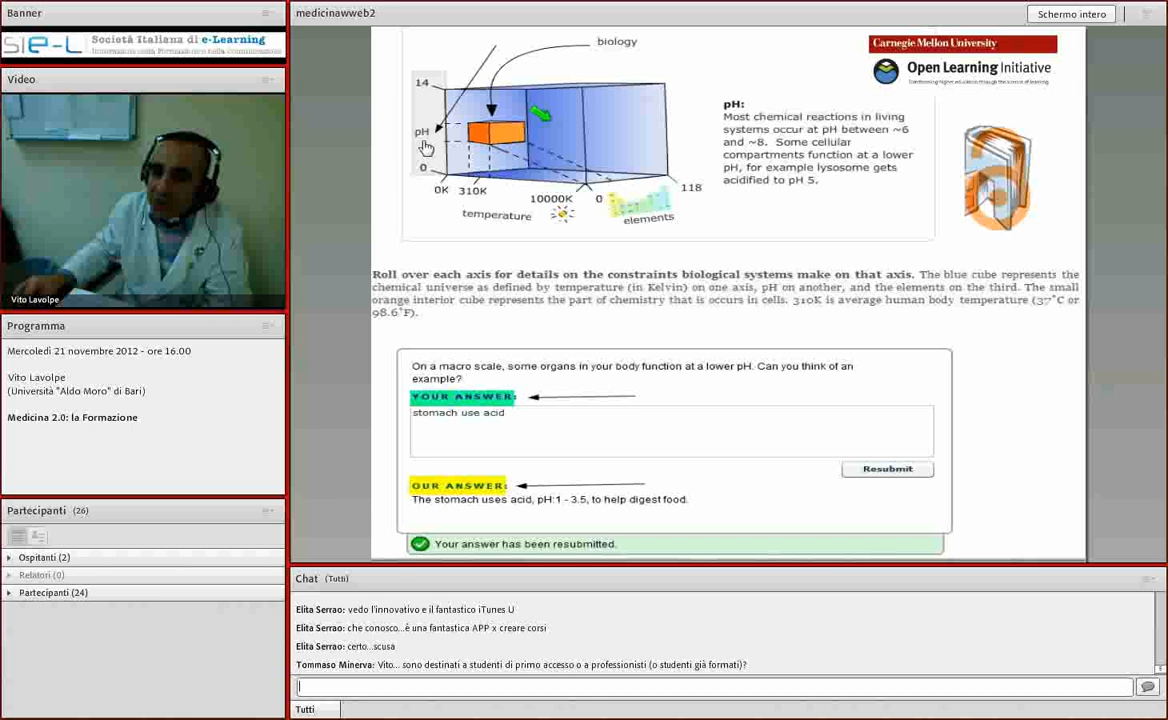 Banner
SIe-L Società Italiana di e-Learning
Video
Vito Lavolpe
Programma
Mercoledì 21 novembre 2012 - ore 16.00
Vito Lavolpe
(Università "Aldo Moro" di Bari)
Medicina 2.0: la Formazione
Partecipanti (26)
Ospitanti (2)
Relatori (0)
Partecipanti (24)
medicinawweb2
Schermo intero
biology
14
pH
0
0K
310K
10000K
0
118
temperature
elements
Carnegie Mellon University
Open Learning Initiative
pH:
Most chemical reactions in living
systems occur at pH between ~6
and ~8. Some cellular
compartments function at a lower
pH, for example lysosome gets
acidified to pH 5.
Roll over each axis for details on the constraints biological systems make on that axis. The blue cube represents the
chemical universe as defined by temperature (in Kelvin) on one axis, pH on another, and the elements on the third. The small
orange interior cube represents the part of chemistry that is occurs in cells. 310K is average human body temperature (37°C or
98.6°F).
On a macro scale, some organs in your body function at a lower pH. Can you think of an
example?
YOUR ANSWER:
stomach use acid
Resubmit
OUR ANSWER:
The stomach uses acid, pH:1 - 3.5, to help digest food.
Your answer has been resubmitted.
Chat (Tutti)
Elita Serrao: vedo l'innovativo e il fantastico iTunes U
Elita Serrao: che conosco...è una fantastica APP x creare corsi
Elita Serrao: certo...scusa
Tommaso Minerva: Vito... sono destinati a studenti di primo accesso o a professionisti (o studenti già formati)?
Tutti